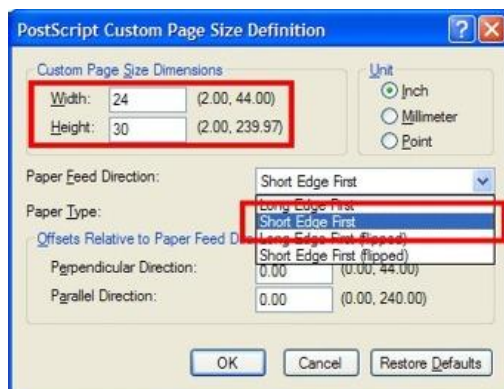 PostScript Custom Page Size Definition
Custom Page Size Dimensions
Unit
Width: 24 (2.00, 44.00)
Height: 30 (2.00, 239.97)
Inch
Millimeter
Point
Paper Feed Direction: Short Edge First
Long Edge First
Paper Type: Short Edge First
Offsets Relative to Paper Feed D
Long Edge First (flipped)
Short Edge First (flipped)
Perpendicular Direction: 0.00 (0.00, 44.00)
Parallel Direction: 0.00 (0.00, 240.00)
OK Cancel Restore Defaults